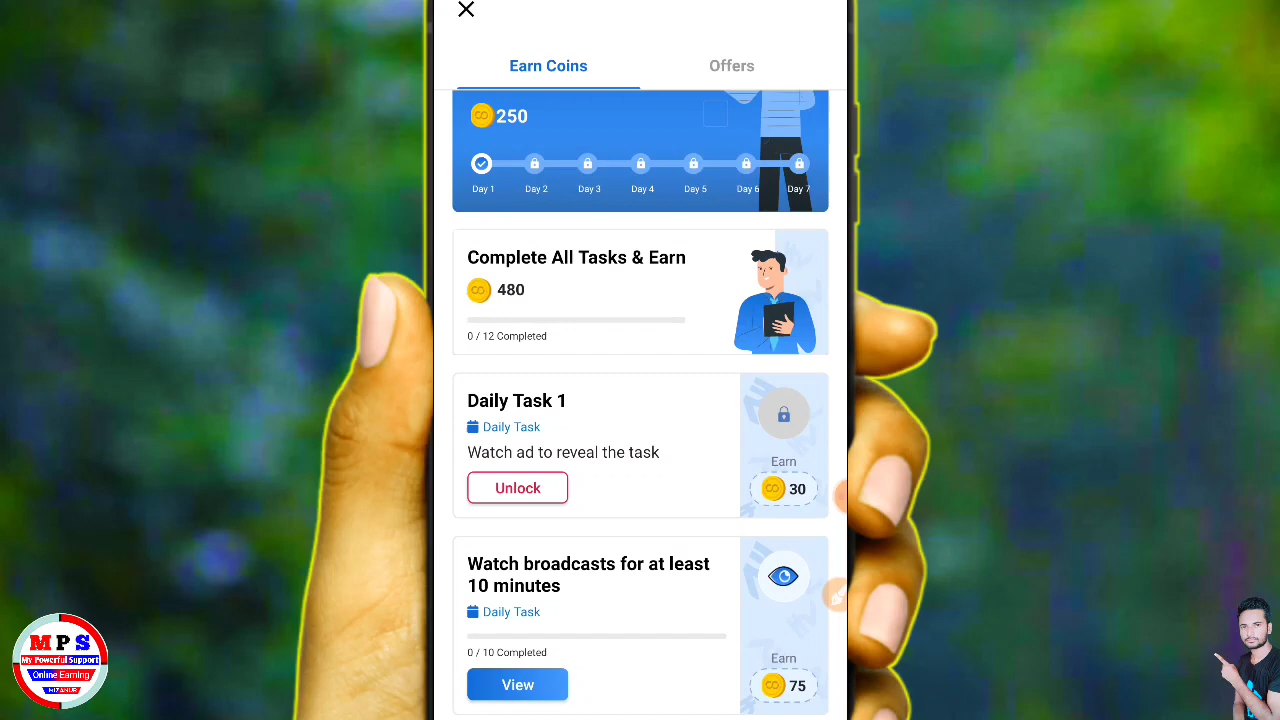 Earn Coins
Offers
250
Day 1 Day 2 Day 3 Day 4 Day 5 Day 6 Day 7
Complete All Tasks & Earn
480
0 / 12 Completed
Daily Task 1
Daily Task
Watch ad to reveal the task
Unlock
Earn
30
Watch broadcasts for at least
10 minutes
Daily Task
0 / 10 Completed
View
Earn
75
M P S
My Powerful Support
Online Earning
MIZANUR